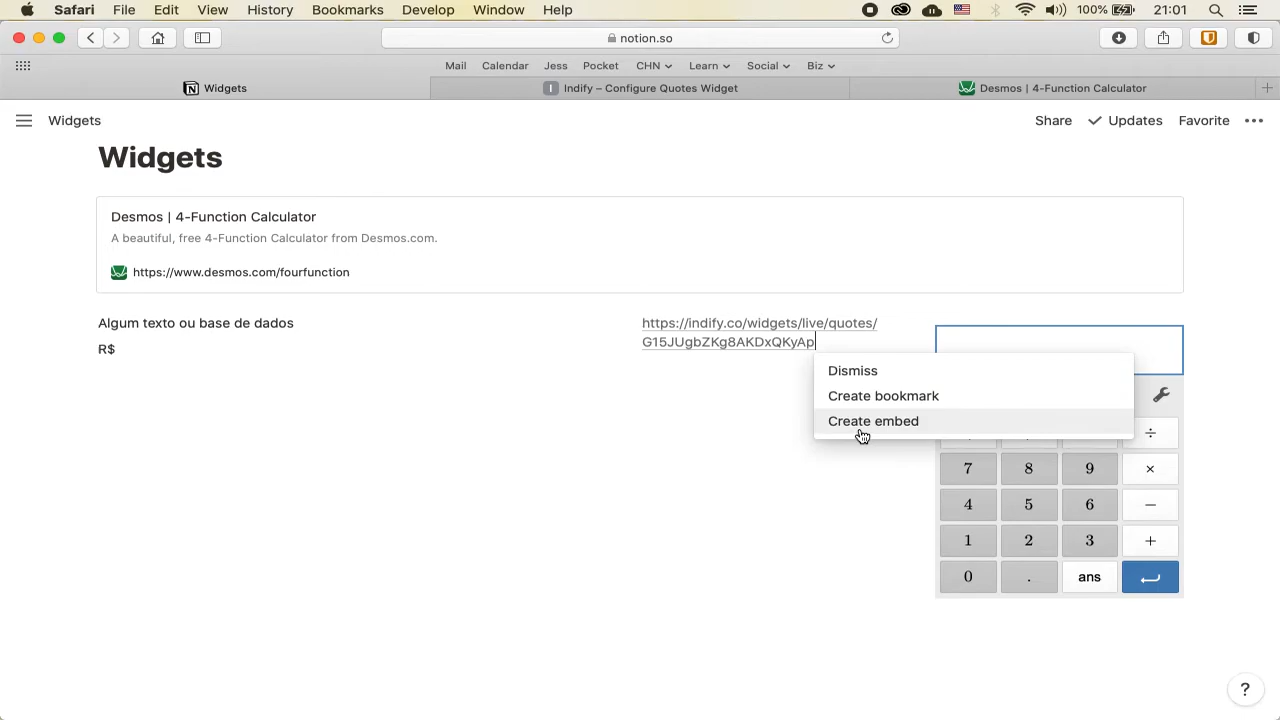 Safari File Edit View History Bookmarks Develop Window Help 100% 21:01
notion.so
Mail Calendar Jess Pocket CHN Learn Social Biz
Widgets
I Indify – Configure Quotes Widget
Desmos | 4-Function Calculator
Widgets
Share Updates Favorite
Widgets
Desmos | 4-Function Calculator
A beautiful, free 4-Function Calculator from Desmos.com.
https://www.desmos.com/fourfunction
Algum texto ou base de dados
R$
https://indify.co/widgets/live/quotes/
G15JUgbZKg8AKDxQKyAp
Dismiss
Create bookmark
Create embed
÷
7 8 9 ×
4 5 6 −
1 2 3 +
0 . ans
?